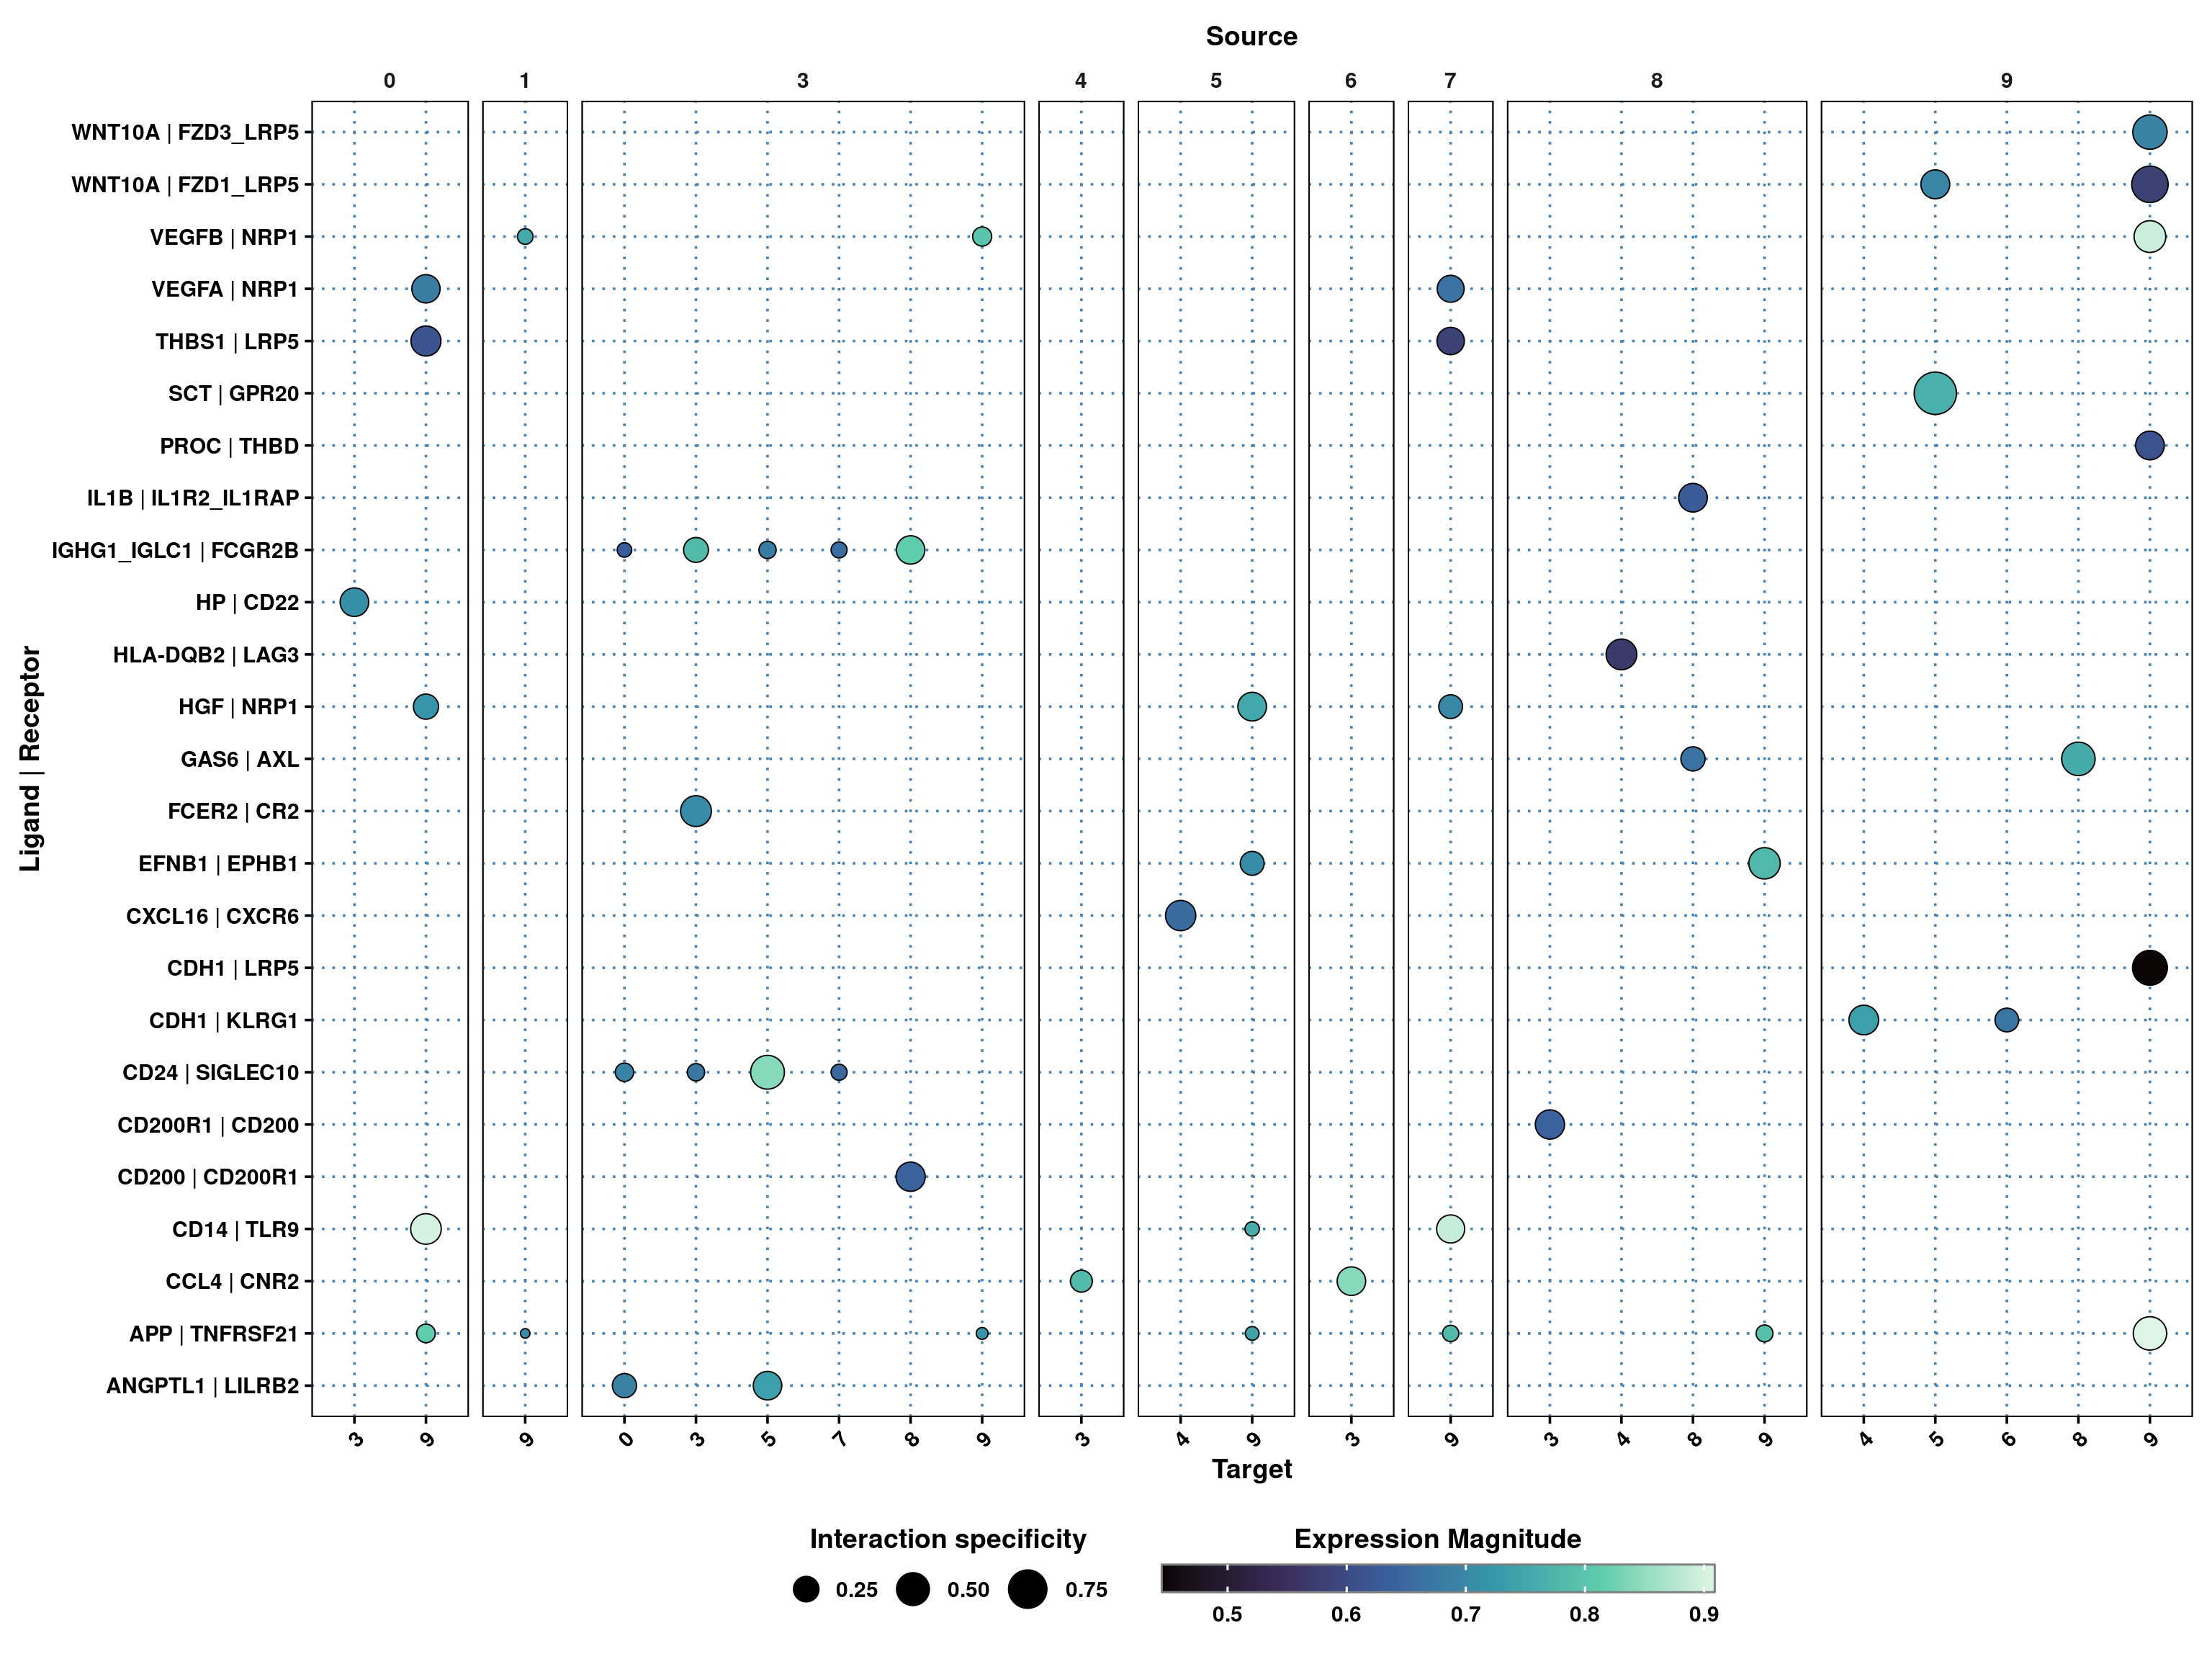 Source
0 1 3 4 5 6 7 8 9
WNT10A | FZD3_LRP5
WNT10A | FZD1_LRP5
VEGFB | NRP1
VEGFA | NRP1
THBS1 | LRP5
SCT | GPR20
PROC | THBD
IL1B | IL1R2_IL1RAP
IGHG1_IGLC1 | FCGR2B
HP | CD22
HLA-DQB2 | LAG3
HGF | NRP1
GAS6 | AXL
FCER2 | CR2
EFNB1 | EPHB1
CXCL16 | CXCR6
CDH1 | LRP5
CDH1 | KLRG1
CD24 | SIGLEC10
CD200R1 | CD200
CD200 | CD200R1
CD14 | TLR9
CCL4 | CNR2
APP | TNFRSF21
ANGPTL1 | LILRB2
Ligand | Receptor
3 9 9 0 3 5 7 8 9 3 4 9 3 9 3 4 8 9 4 5 6 8 9
Target
Interaction specificity
0.25 0.50 0.75
Expression Magnitude
0.5 0.6 0.7 0.8 0.9